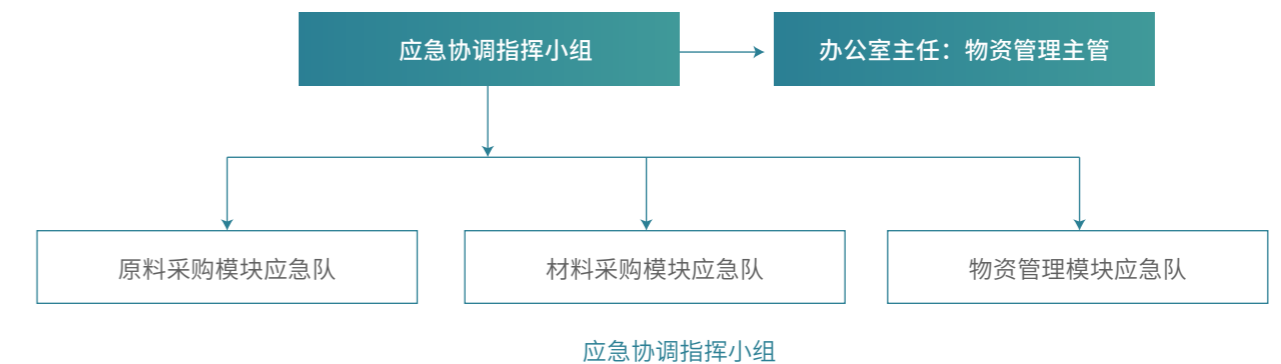 应急协调指挥小组
办公室主任：物资管理主管
原料采购模块应急队
材料采购模块应急队
物资管理模块应急队
应急协调指挥小组